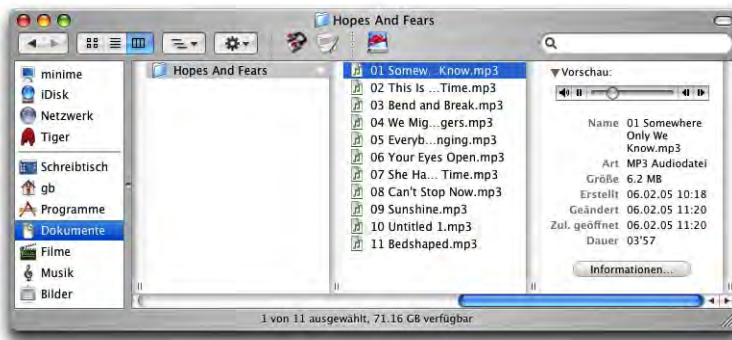 Hopes And Fears
minime
iDisk
Netzwerk
Tiger
Schreibtisch
gb
Programme
Dokumente
Filme
Musik
Bilder
Hopes And Fears
01 Somew...Know.mp3
02 This Is ...Time.mp3
03 Bend and Break.mp3
04 We Mig...gers.mp3
05 Everyb...nging.mp3
06 Your Eyes Open.mp3
07 She Ha... Time.mp3
08 Can't Stop Now.mp3
09 Sunshine.mp3
10 Untitled 1.mp3
11 Bedshaped.mp3
Vorschau:
Name 01 Somewhere
Only We
Know.mp3
Art MP3 Audiodatei
Größe 6.2 MB
Erstellt 06.02.05 10:18
Geändert 06.02.05 11:20
Zul. geöffnet 06.02.05 11:20
Dauer 03'57
Informationen...
1 von 11 ausgewählt, 71.16 GB verfügbar